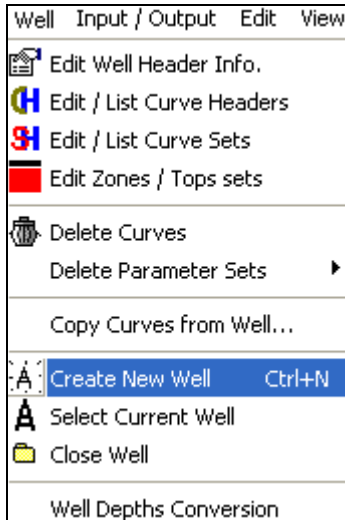 Well Input / Output Edit View
Edit Well Header Info.
Edit / List Curve Headers
Edit / List Curve Sets
Edit Zones / Tops sets
Delete Curves
Delete Parameter Sets
Copy Curves from Well...
Create New Well Ctrl+N
Select Current Well
Close Well
Well Depths Conversion